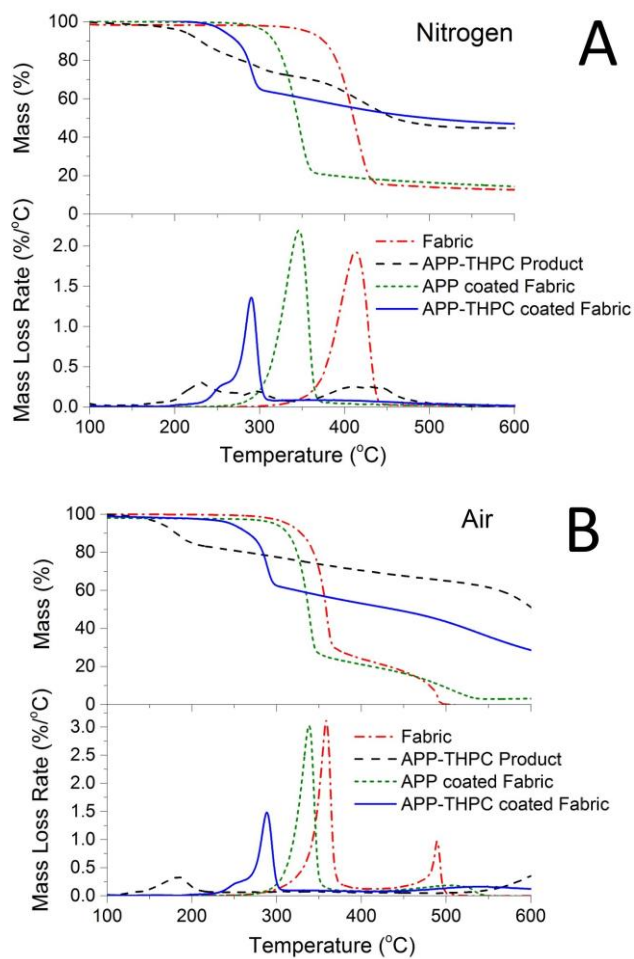 Nitrogen
A
Mass (%)
100
80
60
40
20
0
Mass Loss Rate (%/°C)
2.0
1.5
1.0
0.5
0.0
Fabric
APP-THPC Product
APP coated Fabric
APP-THPC coated Fabric
100 200 300 400 500 600
Temperature (°C)
Air
B
Mass (%)
100
80
60
40
20
0
Mass Loss Rate (%/°C)
3.0
2.5
2.0
1.5
1.0
0.5
0.0
Fabric
APP-THPC Product
APP coated Fabric
APP-THPC coated Fabric
100 200 300 400 500 600
Temperature (°C)